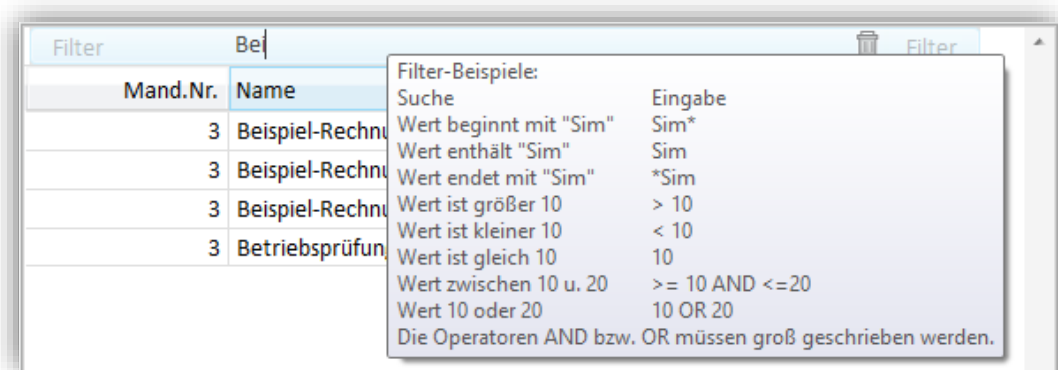 Filter Bei Filter
Mand.Nr. Name
3 Beispiel-Rechnu
3 Beispiel-Rechnu
3 Beispiel-Rechnu
3 Betriebsprüfun
Filter-Beispiele:
Suche Eingabe
Wert beginnt mit "Sim" Sim*
Wert enthält "Sim" Sim
Wert endet mit "Sim" *Sim
Wert ist größer 10 > 10
Wert ist kleiner 10 < 10
Wert ist gleich 10 10
Wert zwischen 10 u. 20 >= 10 AND <=20
Wert 10 oder 20 10 OR 20
Die Operatoren AND bzw. OR müssen groß geschrieben werden.